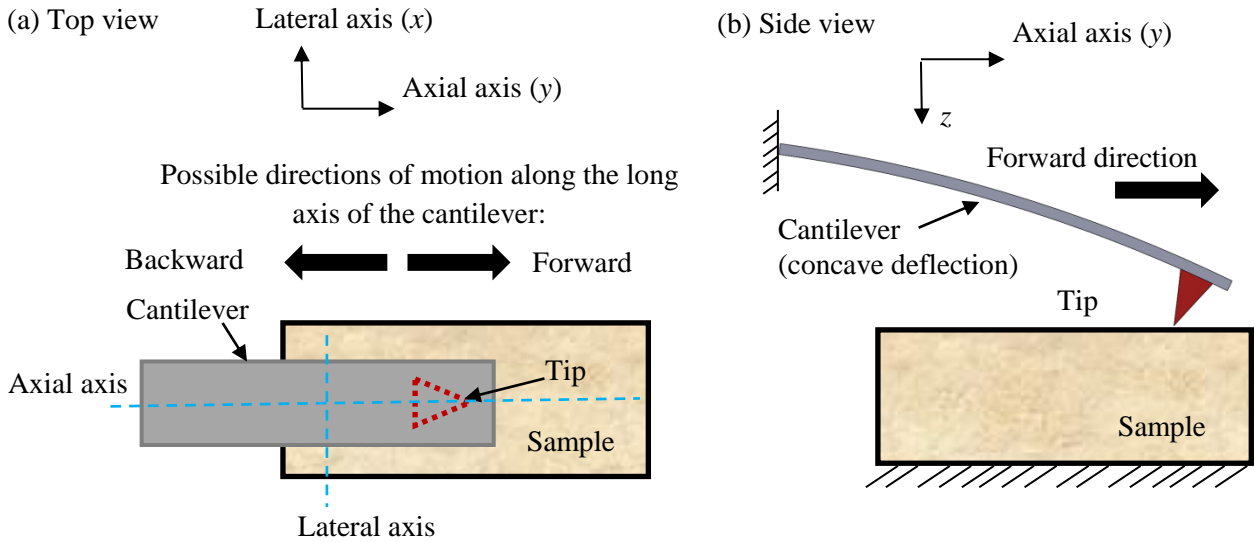 (a) Top view
Lateral axis (x)
Axial axis (y)
Possible directions of motion along the long
axis of the cantilever:
Backward
Forward
Cantilever
Tip
Axial axis
Sample
Lateral axis
(b) Side view
Axial axis (y)
z
Forward direction
Cantilever
(concave deflection)
Tip
Sample